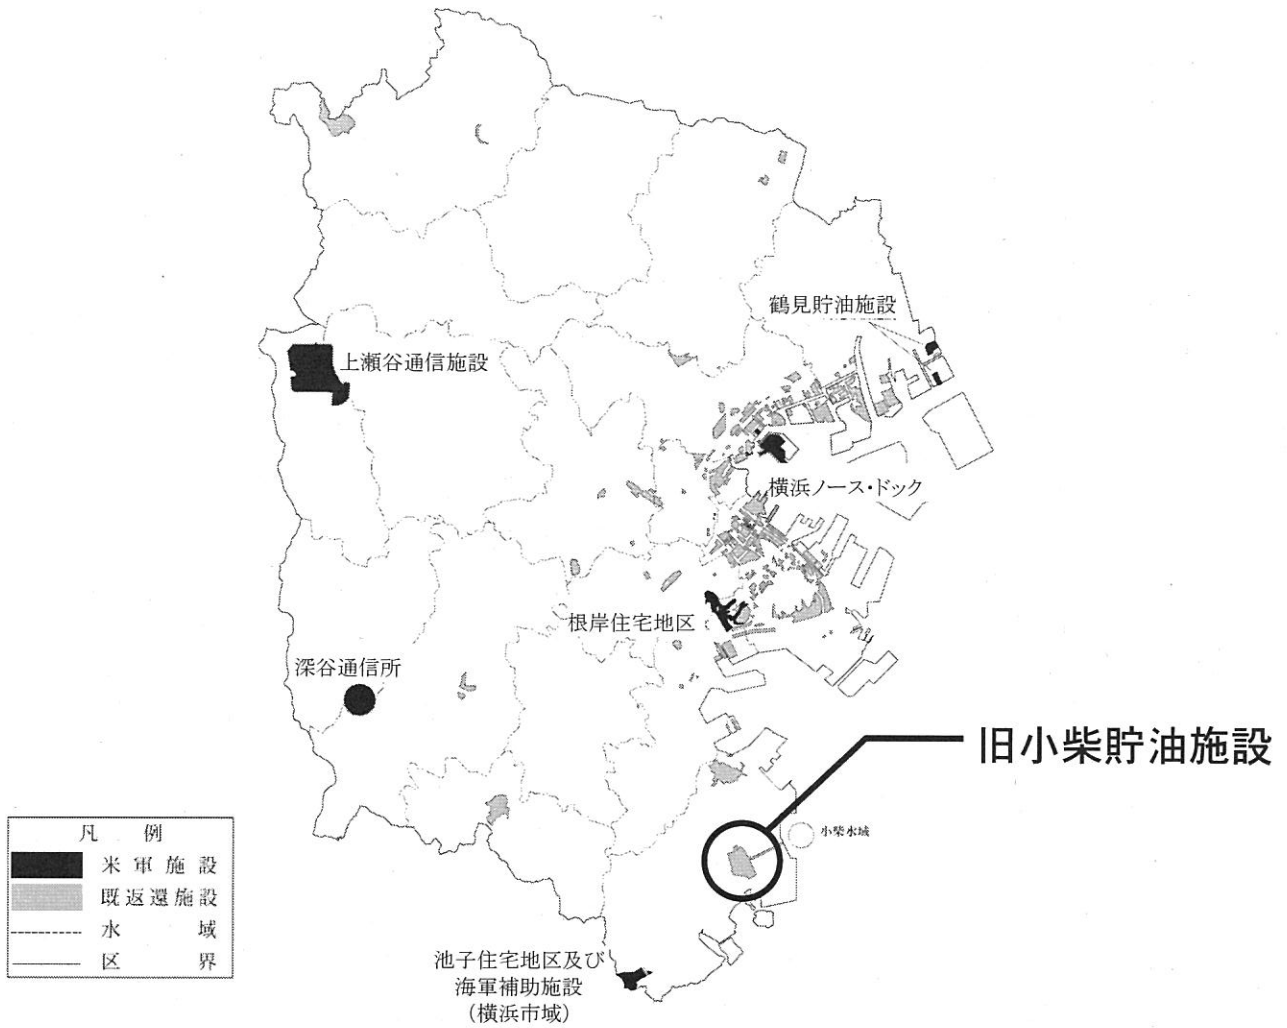 鶴見貯油施設
上瀬谷通信施設
横浜ノース・ドック
根岸住宅地区
深谷通信所
旧小柴貯油施設
小柴水域
凡 例
米軍施設
既返還施設
水 域
区 界
池子住宅地区及び
海軍補助施設
（横浜市域）